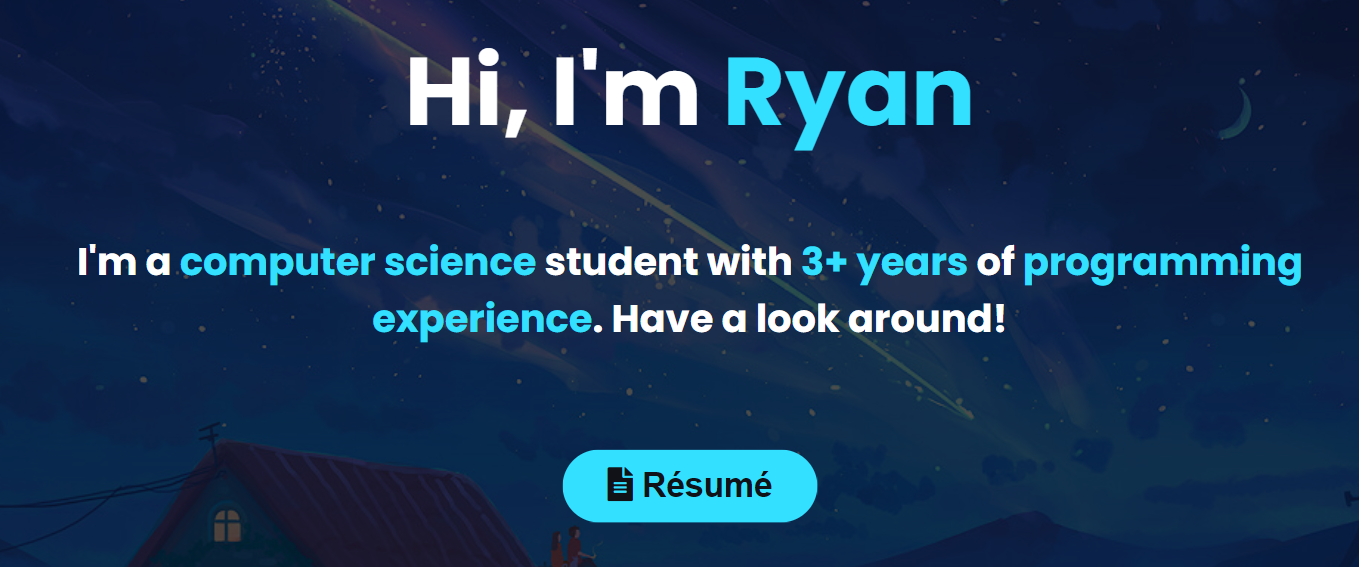 Hi, I'm Ryan
I'm a computer science student with 3+ years of programming
experience. Have a look around!
Résumé